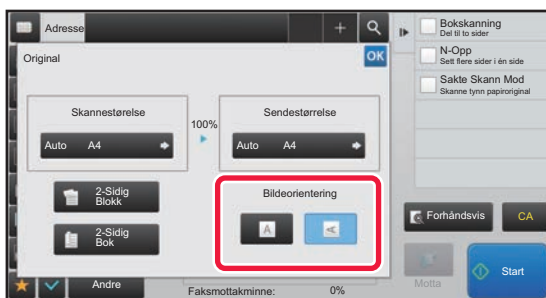 Adresse
Original
OK
Skannestørelse
100%
Sendestørrelse
Auto A4
Auto A4
2-Sidig
Blokk
2-Sidig
Bok
Bildeorientering
A
A
Andre
Faksmottakminne: 0%
Bokskanning
Del til to sider
N-Opp
Sett flere sider i én side
Sakte Skann Mod
Skanne tynn papiroriginal
Forhåndsvis
CA
Motta
Start